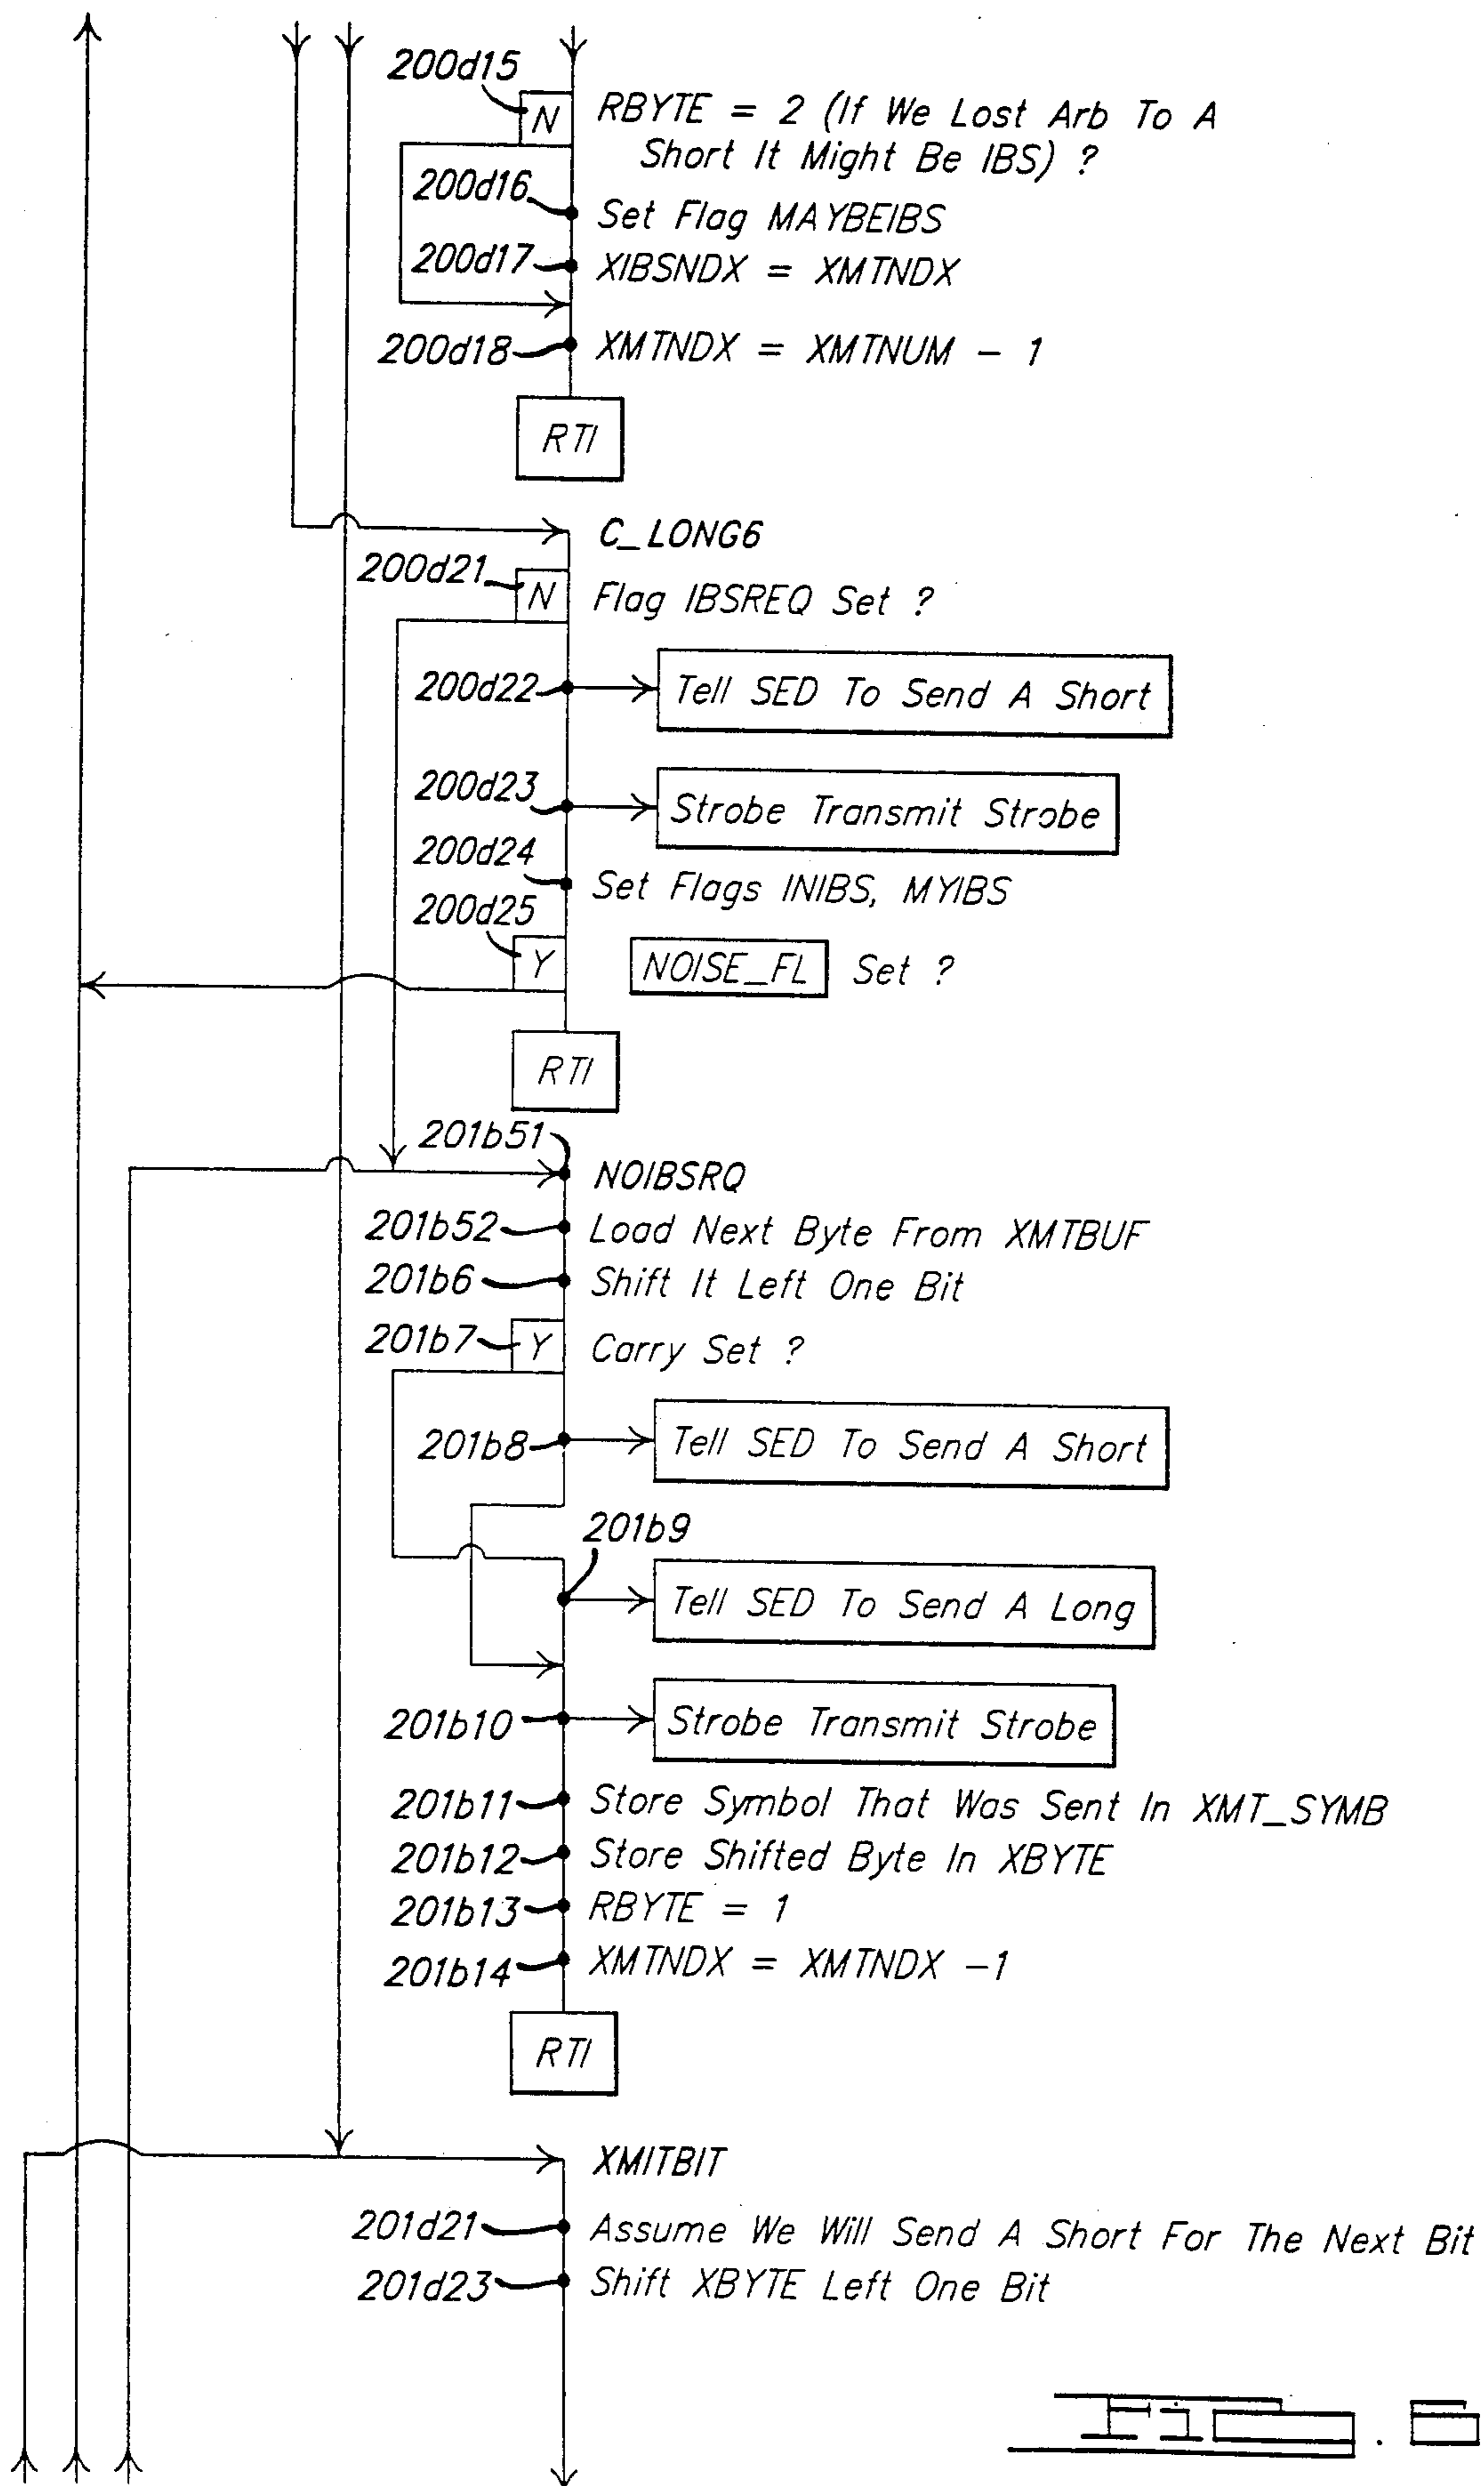 200d15
N RBYTE = 2 (If We Lost Arb To A
Short It Might Be IBS) ?
200d16 Set Flag MAYBEIBS
200d17 XIBSNDX = XMTNDX
200d18 XMTNDX = XMTNUM - 1
RTI
C_LONG6
200d21 N Flag IBSREQ Set ?
200d22 Tell SED To Send A Short
200d23 Strobe Transmit Strobe
200d24 Set Flags INIBS, MYIBS
200d25 Y NOISE_FL Set ?
RTI
201b51 NOIBSRQ
201b52 Load Next Byte From XMTBUF
201b6 Shift It Left One Bit
201b7 Y Carry Set ?
201b8 Tell SED To Send A Short
201b9
Tell SED To Send A Long
201b10 Strobe Transmit Strobe
201b11 Store Symbol That Was Sent In XMT_SYMB
201b12 Store Shifted Byte In XBYTE
201b13 RBYTE = 1
201b14 XMTNDX = XMTNDX -1
RTI
XMITBIT
201d21 Assume We Will Send A Short For The Next Bit
201d23 Shift XBYTE Left One Bit